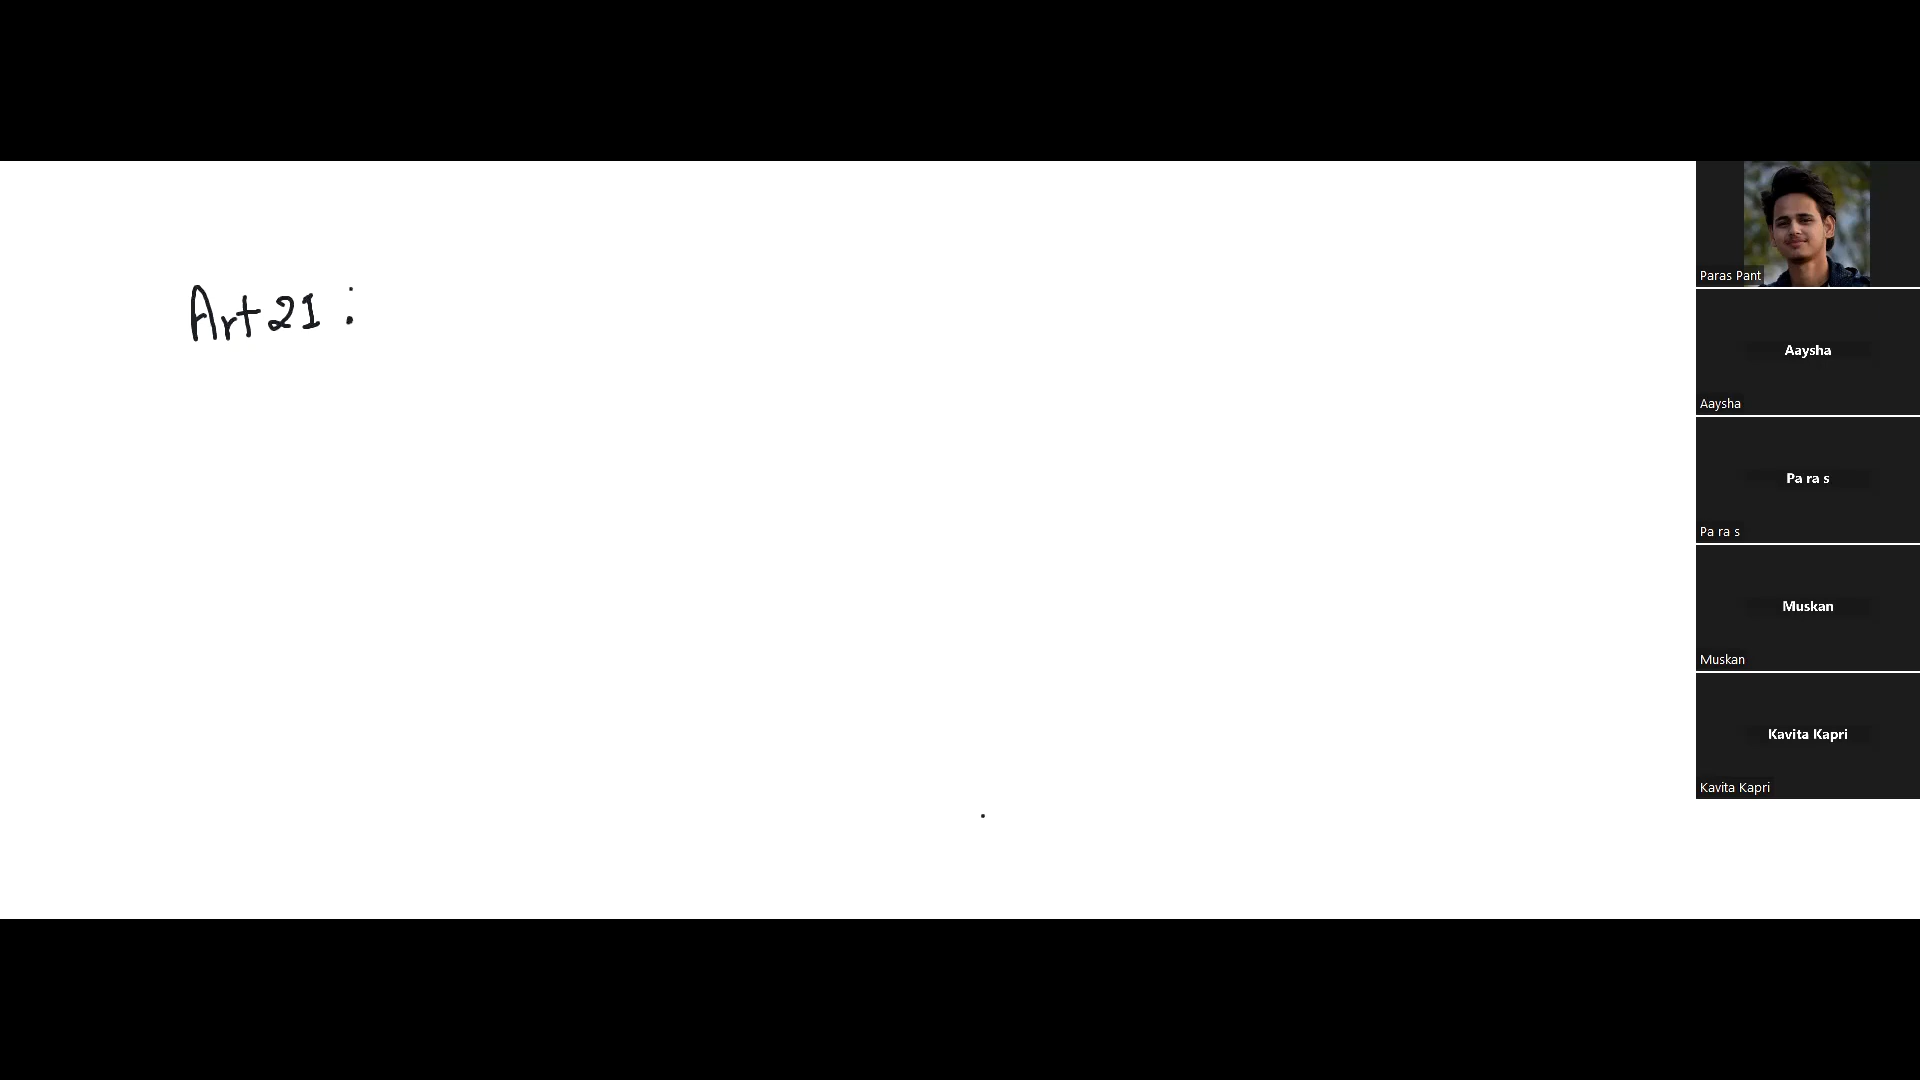 Art 21 :
Paras Pant
Aaysha
Aaysha
Pa ra s
Pa ra s
Muskan
Muskan
Kavita Kapri
Kavita Kapri